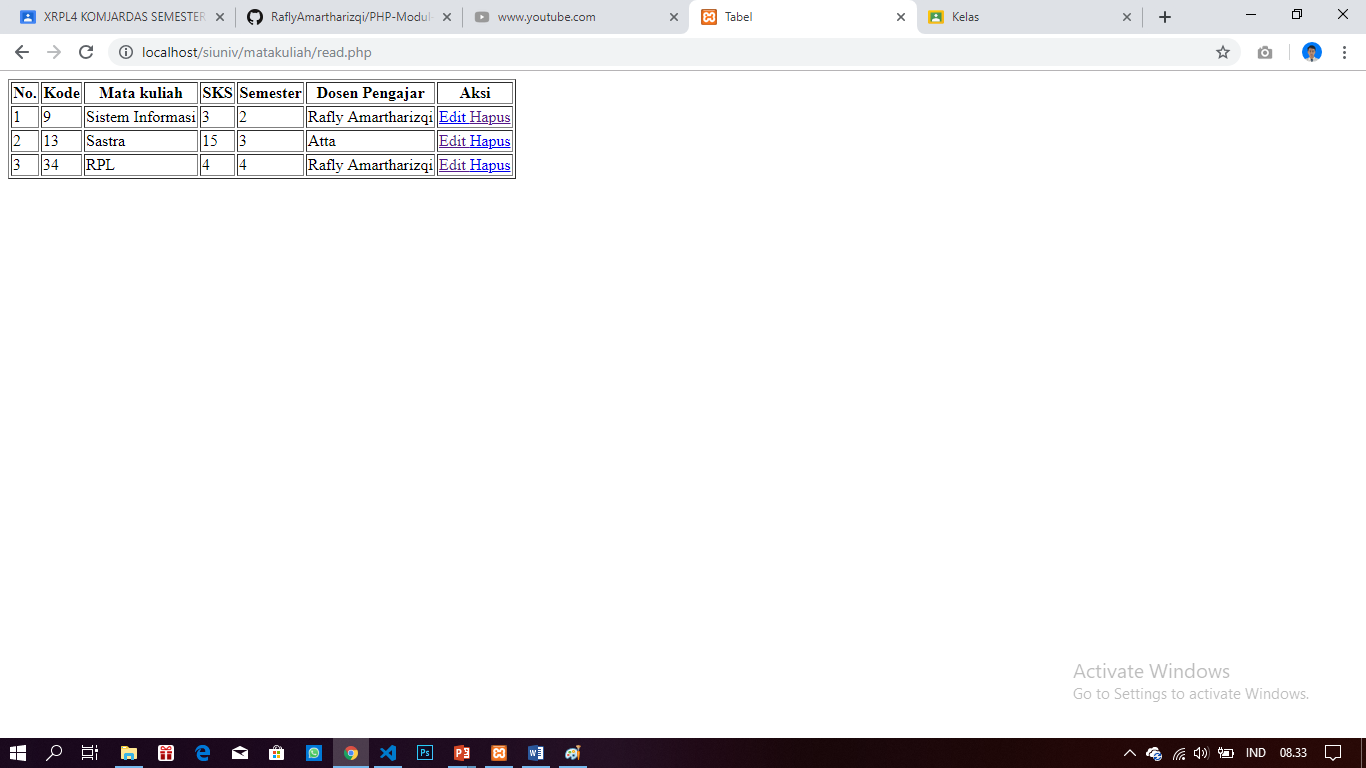 XRPL4 KOMJARDAS SEMESTER
RaflyAmartharizqi/PHP-Modul-
www.youtube.com
Tabel
Kelas
localhost/siuniv/matakuliah/read.php
No. Kode Mata kuliah SKS Semester Dosen Pengajar Aksi
1 9 Sistem Informasi 3 2 Rafly Amartharizqi Edit Hapus
2 13 Sastra 15 3 Atta Edit Hapus
3 34 RPL 4 4 Rafly Amartharizqi Edit Hapus
Activate Windows
Go to Settings to activate Windows.
IND 08.33